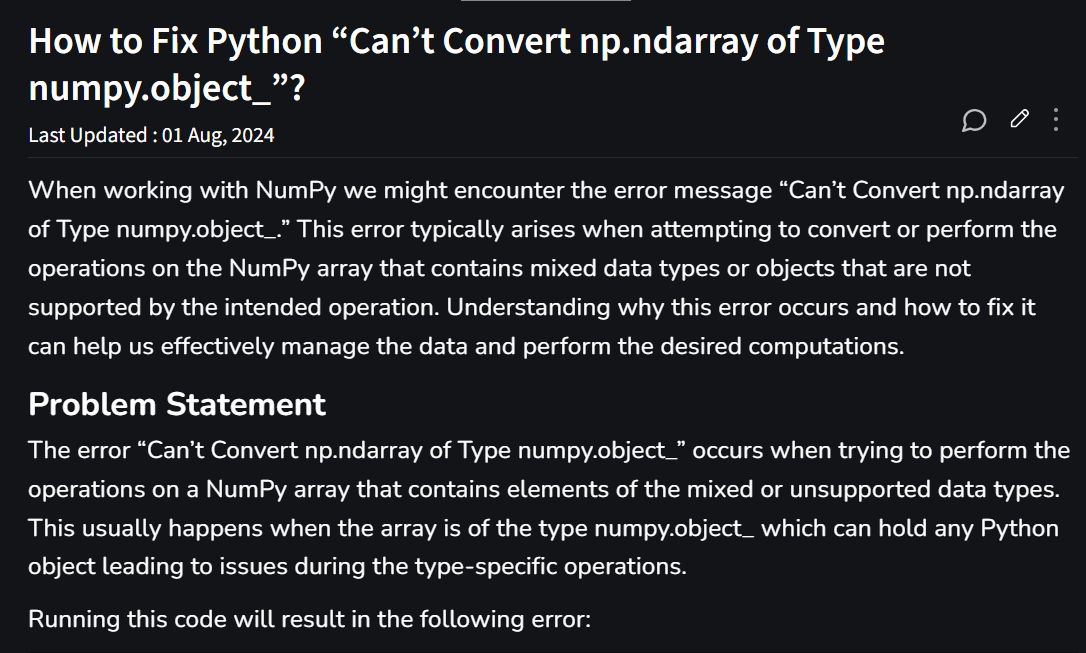 How to Fix Python “Can’t Convert np.ndarray of Type
numpy.object_”?
Last Updated : 01 Aug, 2024
When working with NumPy we might encounter the error message “Can’t Convert np.ndarray
of Type numpy.object_.” This error typically arises when attempting to convert or perform the
operations on the NumPy array that contains mixed data types or objects that are not
supported by the intended operation. Understanding why this error occurs and how to fix it
can help us effectively manage the data and perform the desired computations.
Problem Statement
The error “Can’t Convert np.ndarray of Type numpy.object_” occurs when trying to perform the
operations on a NumPy array that contains elements of the mixed or unsupported data types.
This usually happens when the array is of the type numpy.object_ which can hold any Python
object leading to issues during the type-specific operations.
Running this code will result in the following error: